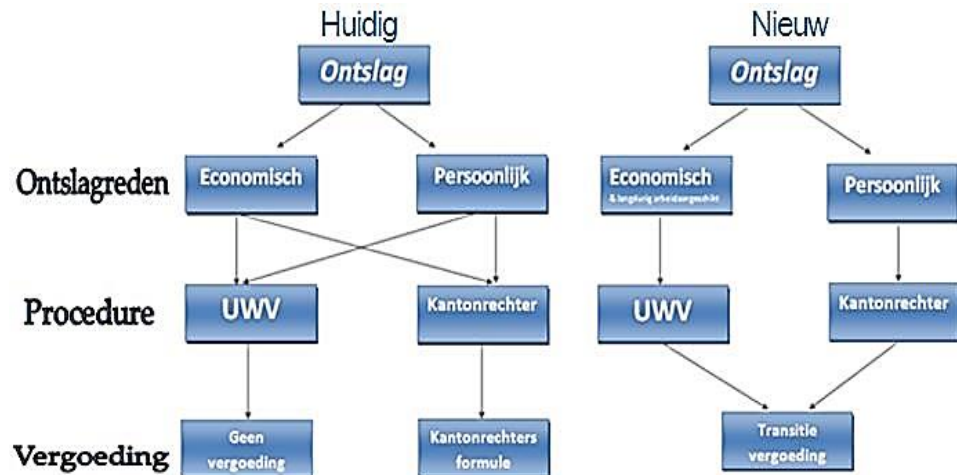 Huidig
Nieuw
Ontslag
Ontslag
Ontslagreden
Economisch
Persoonlijk
Economisch
& langdurig arbeidsongeschikt
Persoonlijk
Procedure
UWV
Kantonrechter
UWV
Kantonrechter
Vergoeding
Geen
vergoeding
Kantonrechters
formule
Transitie
vergoeding